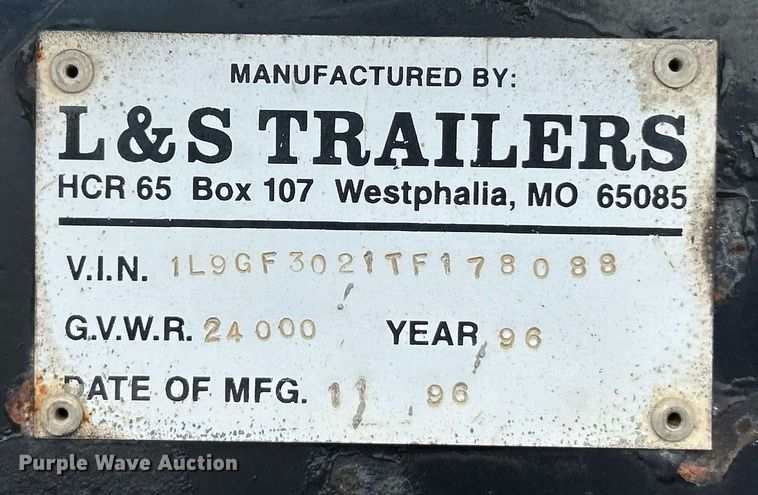 MANUFACTURED BY:
L&S TRAILERS
HCR 65 Box 107 Westphalia, MO 65085
V.I.N. 1L9GF3021TF178088
G.V.W.R. 24000 YEAR 96
DATE OF MFG. 11 96
Purple Wave Auction